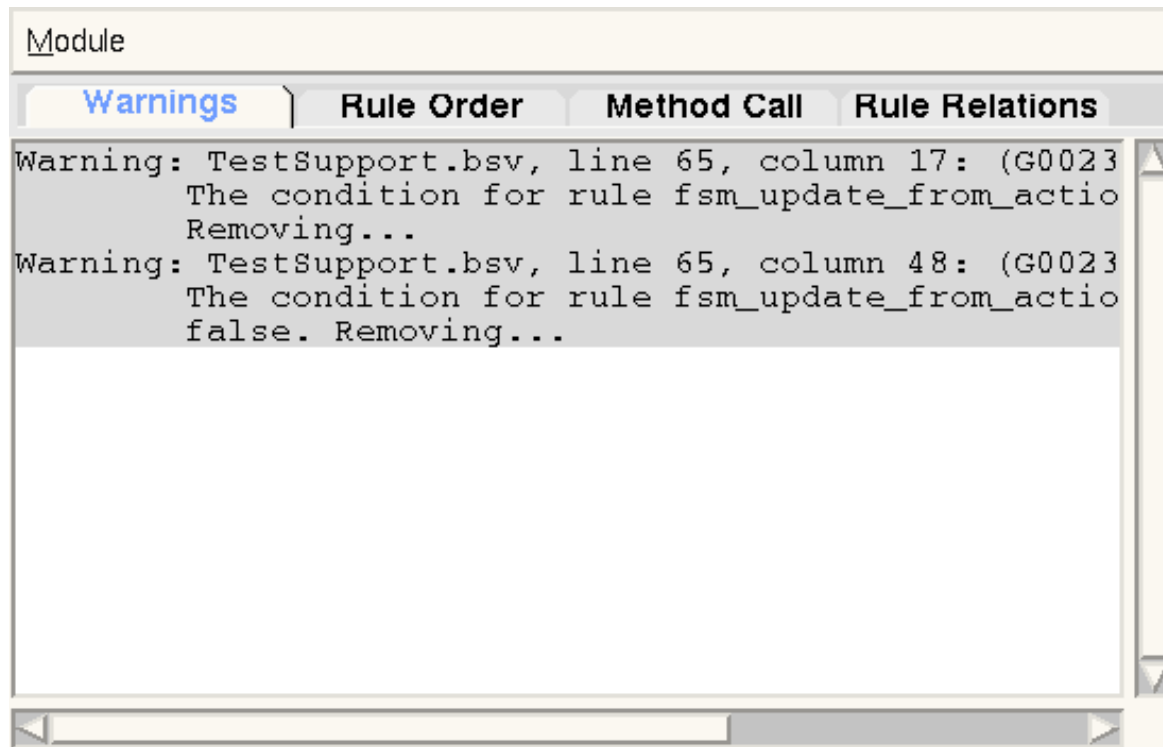 Module
Warnings Rule Order Method Call Rule Relations
Warning: TestSupport.bsv, line 65, column 17: (G0023
The condition for rule fsm_update_from_actio
Removing...
Warning: TestSupport.bsv, line 65, column 48: (G0023
The condition for rule fsm_update_from_actio
false. Removing...